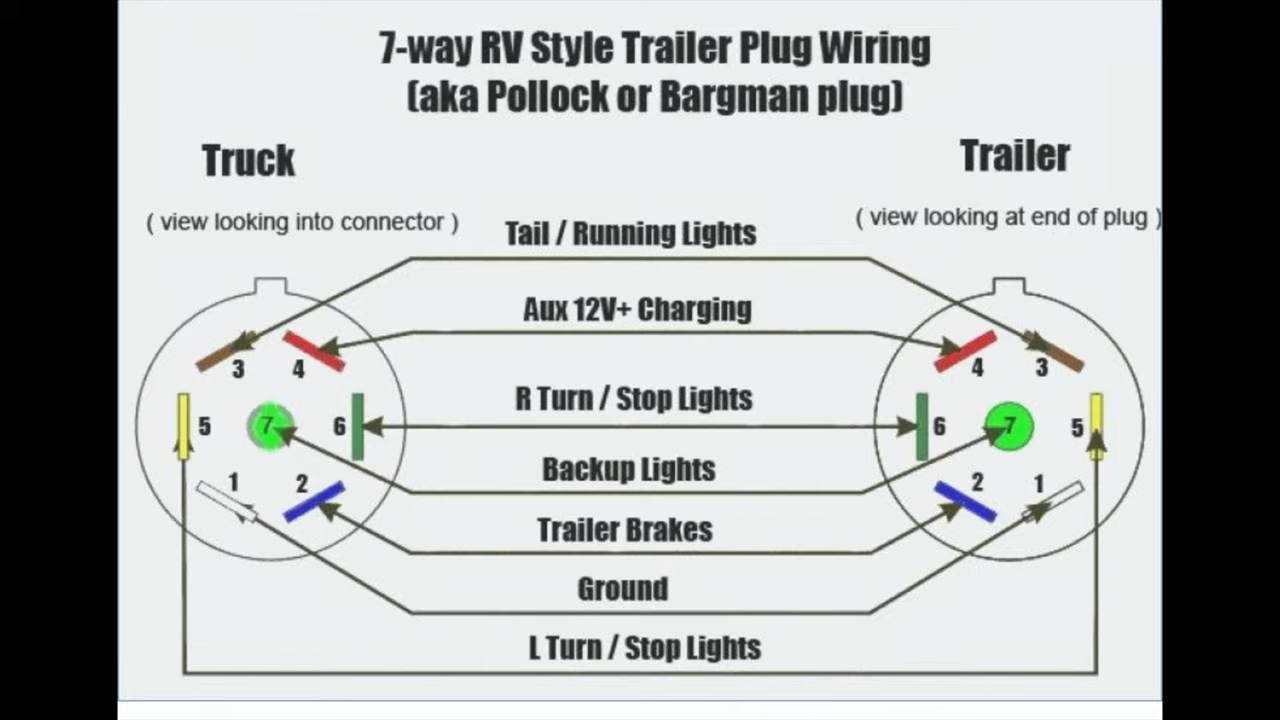 7-way RV Style Trailer Plug Wiring
(aka Pollock or Bargman plug)
Truck
Trailer
( view looking into connector )
( view looking at end of plug )
Tail / Running Lights
Aux 12V+ Charging
3
4
4
3
R Turn / Stop Lights
5
7
6
6
7
5
Backup Lights
1
2
2
1
Trailer Brakes
Ground
L Turn / Stop Lights